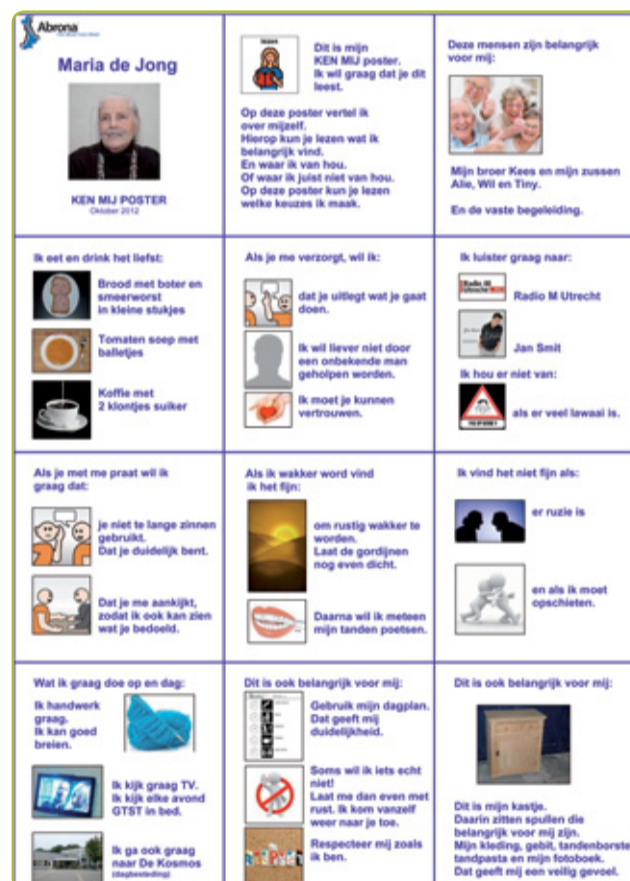 Abrona
Maria de Jong
KEN MIJ POSTER
Oktober 2012
lezen
Dit is mijn
KEN MIJ poster.
Ik wil graag dat je dit
leest.
Op deze poster vertel ik
over mijzelf.
Hierop kun je lezen wat ik
belangrijk vind.
En waar ik van hou.
Of waar ik juist niet van hou.
Op deze poster kun je lezen
welke keuzes ik maak.
Deze mensen zijn belangrijk
voor mij:
Mijn broer Kees en mijn zussen
Alie, Wil en Tiny.
En de vaste begeleiding.
Ik eet en drink het liefst:
Brood met boter en
smeerworst
in kleine stukjes
Tomaten soep met
balletjes
Koffie met
2 klontjes suiker
Als je me verzorgt, wil ik:
dat je uitlegt wat je gaat
doen.
Ik wil liever niet door
een onbekende man
geholpen worden.
Ik moet je kunnen
vertrouwen.
Ik luister graag naar:
Radio M
Utrecht
Radio M Utrecht
Jan Smit
Ik hou er niet van:
als er veel lawaai is.
Als je met me praat wil ik
graag dat:
je niet te lange zinnen
gebruikt.
Dat je duidelijk bent.
Dat je me aankijkt,
zodat ik ook kan zien
wat je bedoeld.
Als ik wakker word vind
ik het fijn:
om rustig wakker te
worden.
Laat de gordijnen
nog even dicht.
Daarna wil ik meteen
mijn tanden poetsen.
Ik vind het niet fijn als:
er ruzie is
en als ik moet
opschieten.
Wat ik graag doe op en dag:
Ik handwerk
graag.
Ik kan goed
breien.
Ik kijk graag TV.
Ik kijk elke avond
GTST in bed.
Ik ga ook graag
naar De Kosmos
(dagbesteding)
Dit is ook belangrijk voor mij:
Gebruik mijn dagplan.
Dat geeft mij
duidelijkheid.
Soms wil ik iets echt
niet!
Laat me dan even met
rust. Ik kom vanzelf
weer naar je toe.
Respecteer mij zoals
ik ben.
Dit is ook belangrijk voor mij:
Dit is mijn kastje.
Daarin zitten spullen die
belangrijk voor mij zijn.
Mijn kleding, gebit, tandenborste
tandpasta en mijn fotoboek.
Dat geef mij een veilig gevoel.